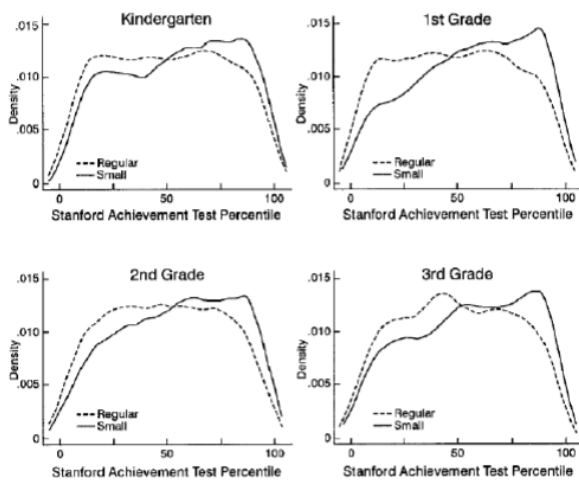 Kindergarten
.015
.010
.005
0
Density
Regular
Small
0 50 100
Stanford Achievement Test Percentile
1st Grade
.015
.010
.005
0
Density
Regular
Small
0 50 100
Stanford Achievement Test Percentile
2nd Grade
.015
.010
.005
0
Density
Regular
Small
0 50 100
Stanford Achievement Test Percentile
3rd Grade
.015
.010
.005
0
Density
Regular
Small
0 50 100
Stanford Achievement Test Percentile